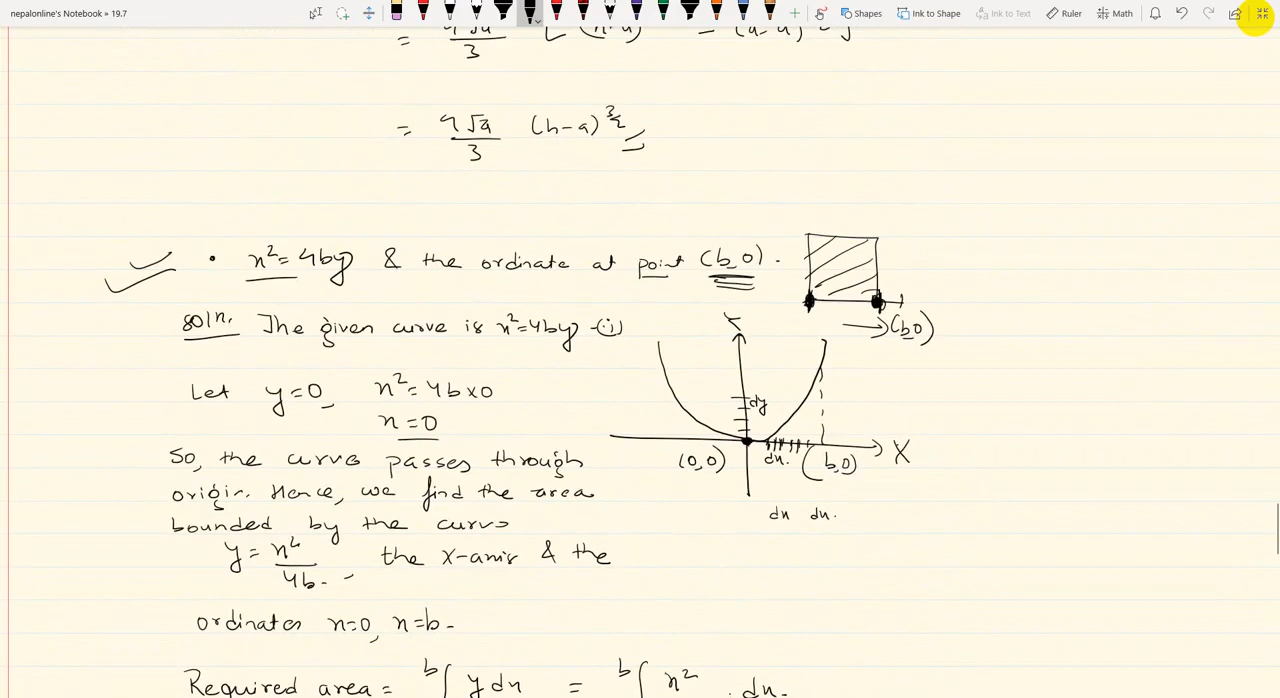 nepalonline's Notebook » 19.7
Shapes Ink to Shape Ink to Text Ruler Math
= 4√a/3
= 4√a/3 (h-a)^3/2
• x²=4by & the ordinate at point (b,0).
→(b,0)
Soln. The given curve is x²=4by -(i)
Y
Let y=0, x²=4b×0
dy
x=0
(0,0) dx. (b,0) X
So, the curve passes through
origin. Hence, we find the area
dx dx.
bounded by the curve
y= x²/4b. the X-axis & the
ordinates x=0, x=b-
Required area = b∫ y dx = b∫ x² . dx.